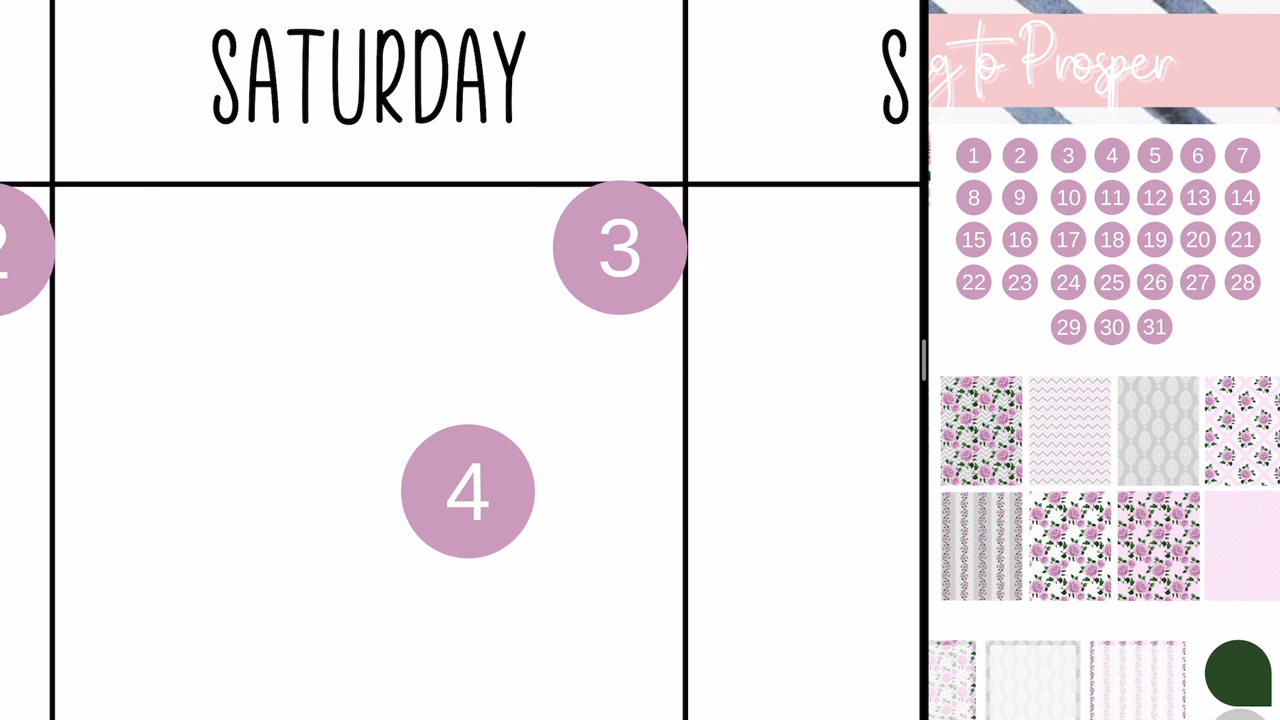 SATURDAY
S
g to Prosper
2
3
4
1 2 3 4 5 6 7
8 9 10 11 12 13 14
15 16 17 18 19 20 21
22 23 24 25 26 27 28
29 30 31